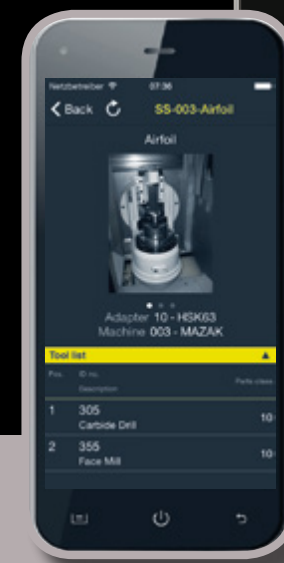 Netzbetreiber 07:36
Back SS-003-Airfoil
Airfoil
Adapter 10 - HSK63
Machine 003 - MAZAK
Tool list
Pos. ID no. Parts class
Description
1 305 10
Carbide Drill
2 355 10
Face Mill